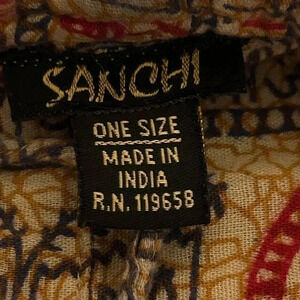 SANCHI
ONE SIZE
MADE IN
INDIA
R.N. 119658